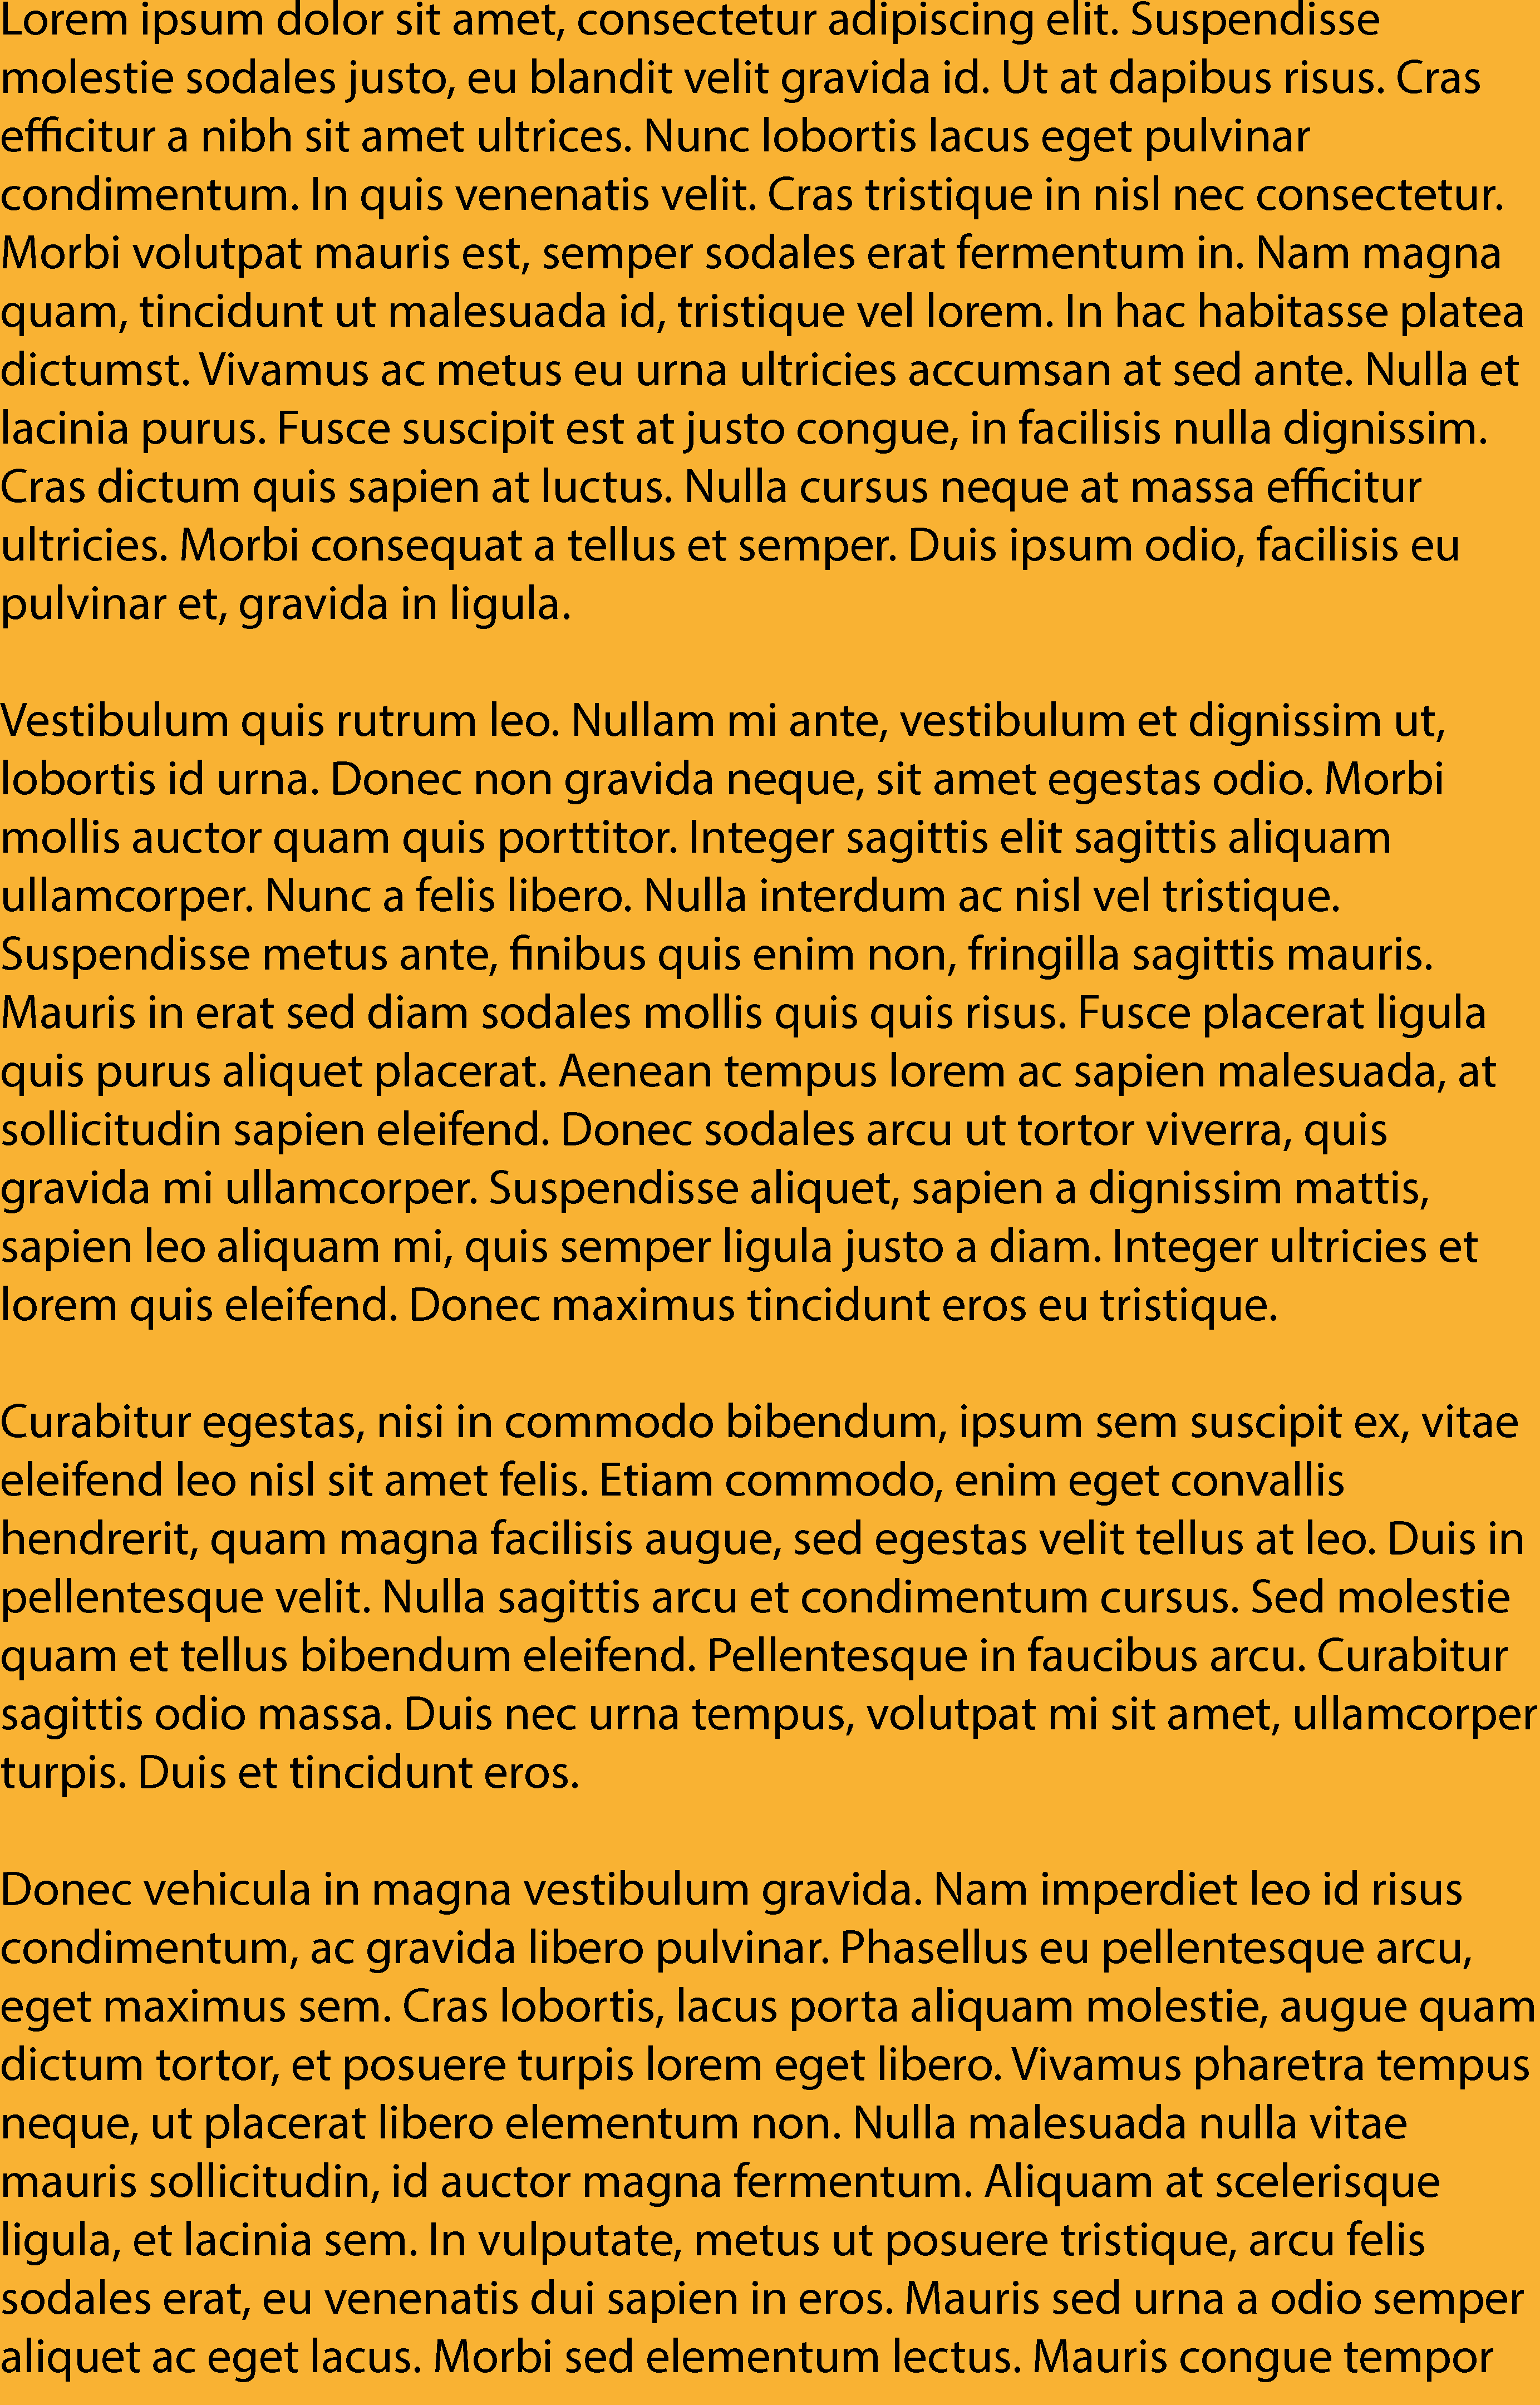 Lorem ipsum dolor sit amet, consectetur adipiscing elit. Suspendisse
molestie sodales justo, eu blandit velit gravida id. Ut at dapibus risus. Cras
efficitur a nibh sit amet ultrices. Nunc lobortis lacus eget pulvinar
condimentum. In quis venenatis velit. Cras tristique in nisl nec consectetur.
Morbi volutpat mauris est, semper sodales erat fermentum in. Nam magna
quam, tincidunt ut malesuada id, tristique vel lorem. In hac habitasse platea
dictumst. Vivamus ac metus eu urna ultricies accumsan at sed ante. Nulla et
lacinia purus. Fusce suscipit est at justo congue, in facilisis nulla dignissim.
Cras dictum quis sapien at luctus. Nulla cursus neque at massa efficitur
ultricies. Morbi consequat a tellus et semper. Duis ipsum odio, facilisis eu
pulvinar et, gravida in ligula.

Vestibulum quis rutrum leo. Nullam mi ante, vestibulum et dignissim ut,
lobortis id urna. Donec non gravida neque, sit amet egestas odio. Morbi
mollis auctor quam quis porttitor. Integer sagittis elit sagittis aliquam
ullamcorper. Nunc a felis libero. Nulla interdum ac nisl vel tristique.
Suspendisse metus ante, finibus quis enim non, fringilla sagittis mauris.
Mauris in erat sed diam sodales mollis quis quis risus. Fusce placerat ligula
quis purus aliquet placerat. Aenean tempus lorem ac sapien malesuada, at
sollicitudin sapien eleifend. Donec sodales arcu ut tortor viverra, quis
gravida mi ullamcorper. Suspendisse aliquet, sapien a dignissim mattis,
sapien leo aliquam mi, quis semper ligula justo a diam. Integer ultricies et
lorem quis eleifend. Donec maximus tincidunt eros eu tristique.

Curabitur egestas, nisi in commodo bibendum, ipsum sem suscipit ex, vitae
eleifend leo nisl sit amet felis. Etiam commodo, enim eget convallis
hendrerit, quam magna facilisis augue, sed egestas velit tellus at leo. Duis in
pellentesque velit. Nulla sagittis arcu et condimentum cursus. Sed molestie
quam et tellus bibendum eleifend. Pellentesque in faucibus arcu. Curabitur
sagittis odio massa. Duis nec urna tempus, volutpat mi sit amet, ullamcorper
turpis. Duis et tincidunt eros.

Donec vehicula in magna vestibulum gravida. Nam imperdiet leo id risus
condimentum, ac gravida libero pulvinar. Phasellus eu pellentesque arcu,
eget maximus sem. Cras lobortis, lacus porta aliquam molestie, augue quam
dictum tortor, et posuere turpis lorem eget libero. Vivamus pharetra tempus
neque, ut placerat libero elementum non. Nulla malesuada nulla vitae
mauris sollicitudin, id auctor magna fermentum. Aliquam at scelerisque
ligula, et lacinia sem. In vulputate, metus ut posuere tristique, arcu felis
sodales erat, eu venenatis dui sapien in eros. Mauris sed urna a odio semper
aliquet ac eget lacus. Morbi sed elementum lectus. Mauris congue tempor